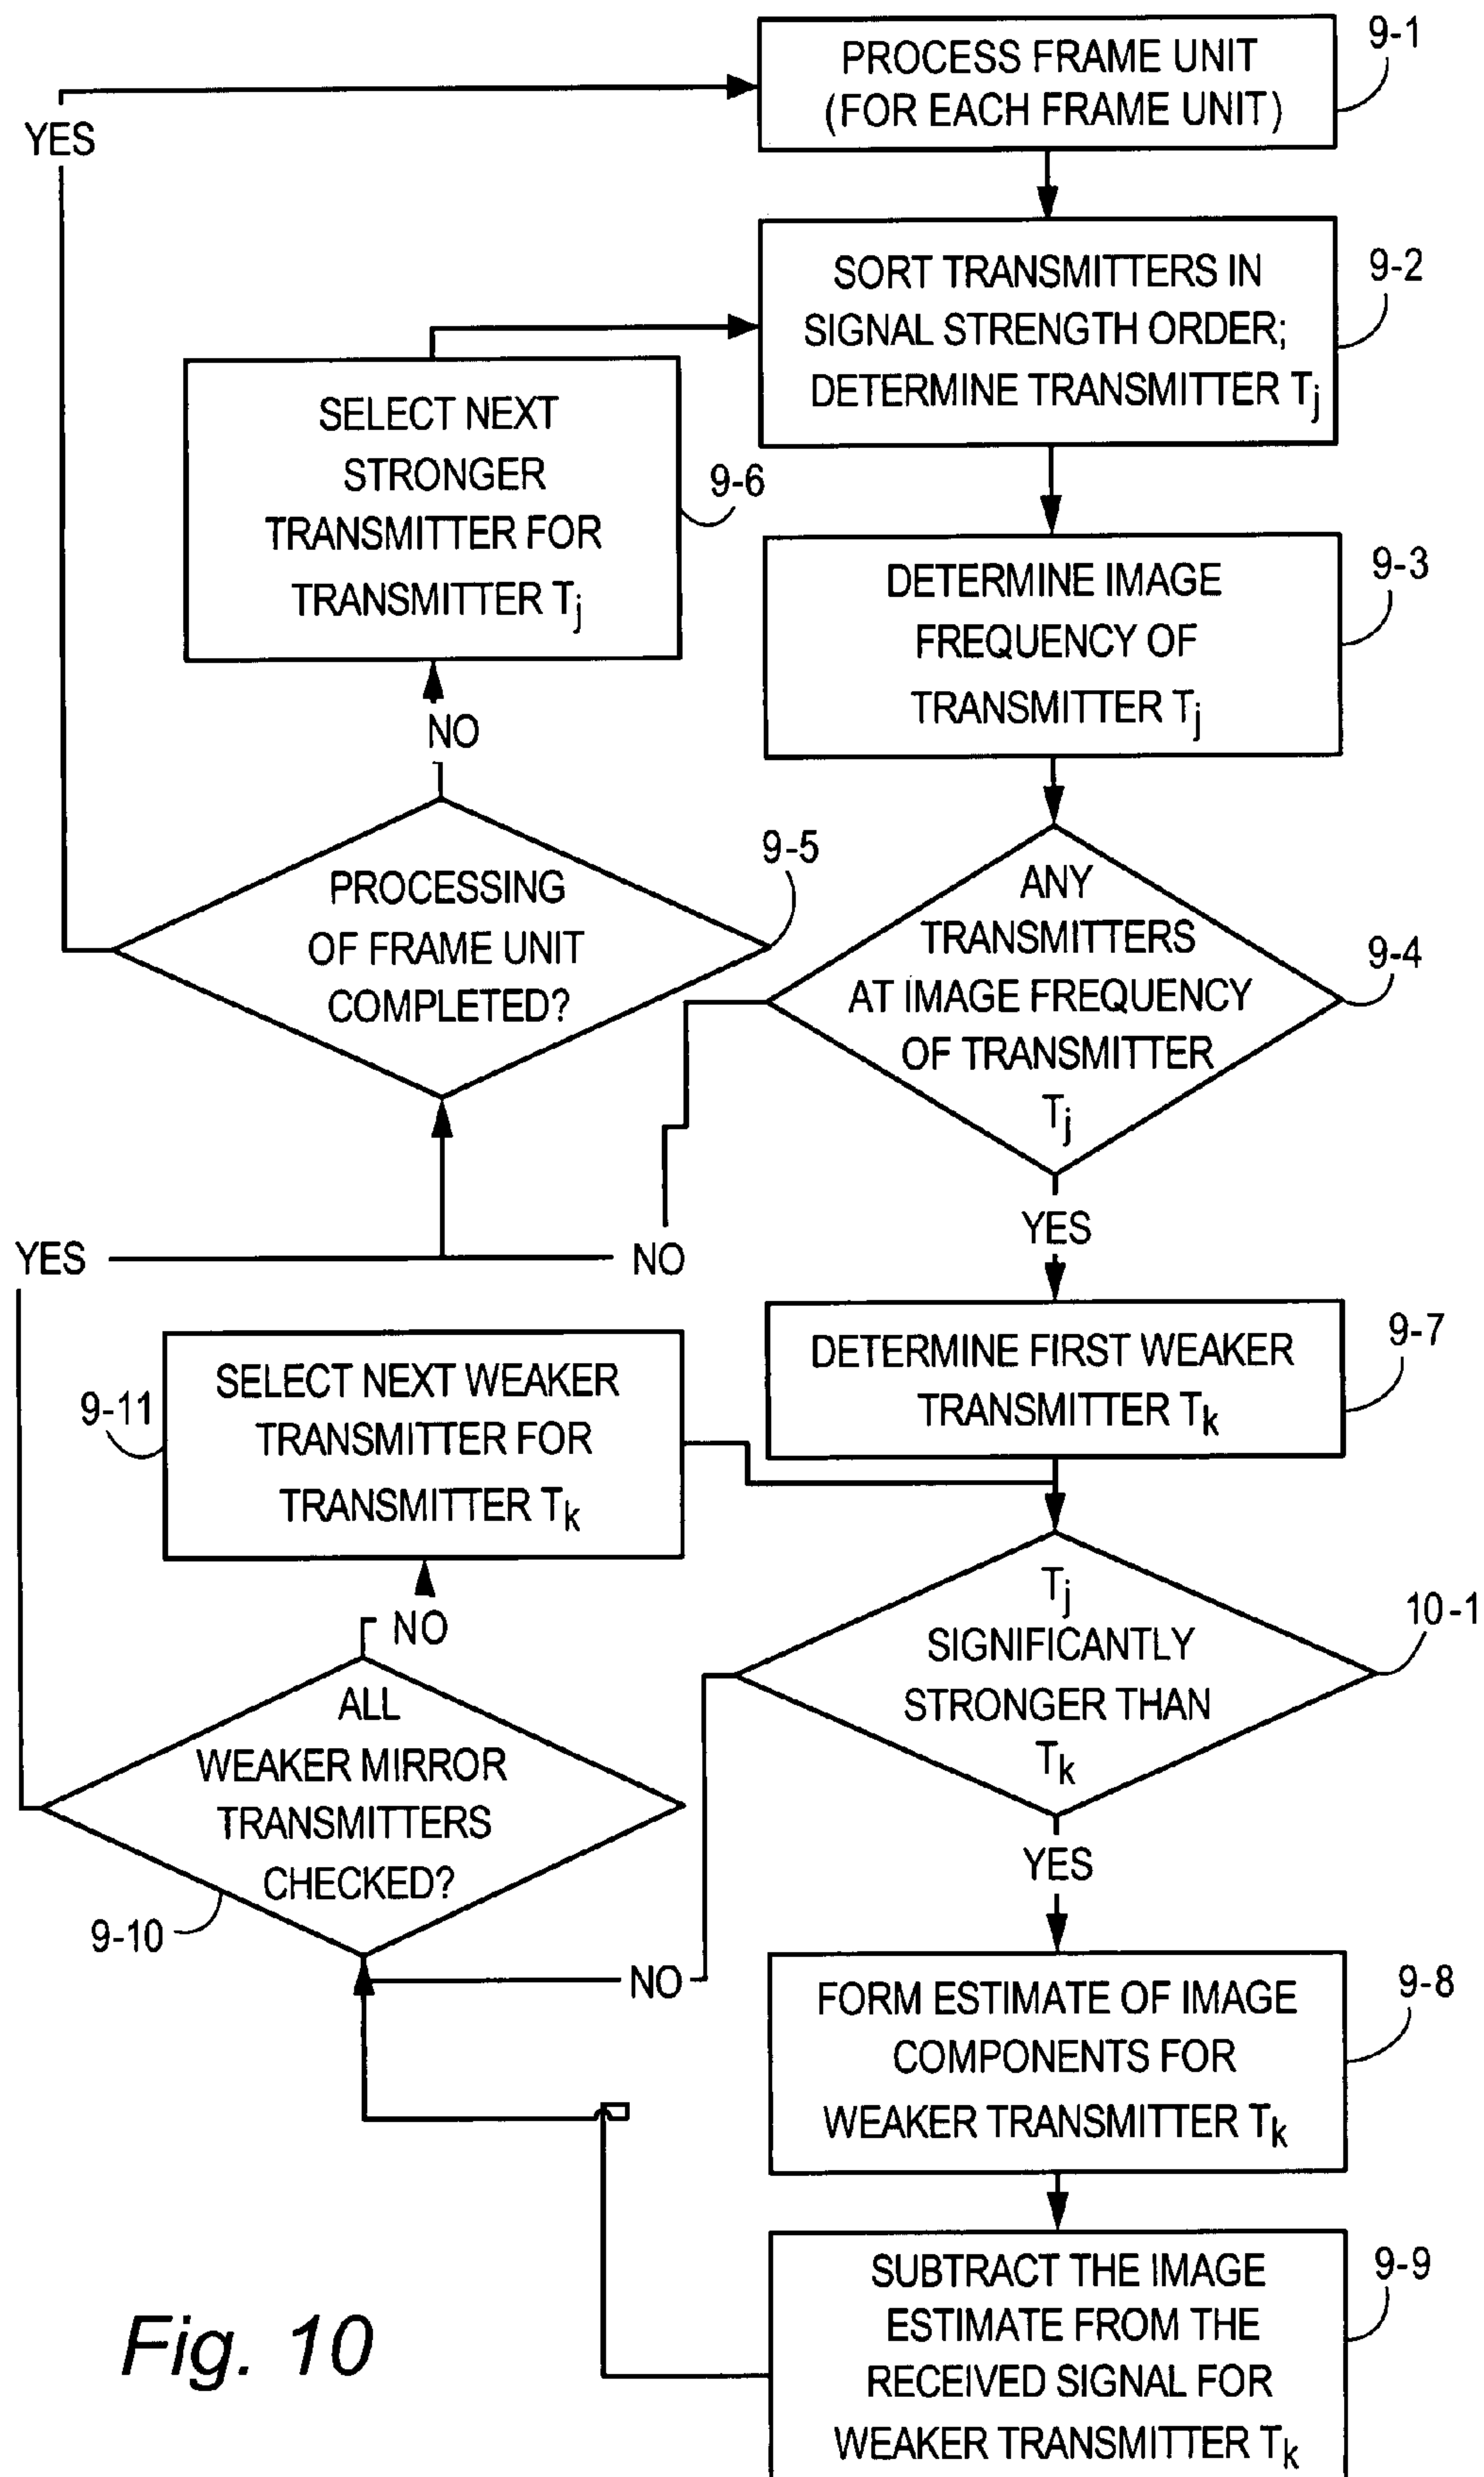 PROCESS FRAME UNIT
(FOR EACH FRAME UNIT)
9-1
YES
SORT TRANSMITTERS IN
SIGNAL STRENGTH ORDER;
DETERMINE TRANSMITTER Tj
9-2
SELECT NEXT
STRONGER
TRANSMITTER FOR
TRANSMITTER Tj
9-6
DETERMINE IMAGE
FREQUENCY OF
TRANSMITTER Tj
9-3
NO
PROCESSING
OF FRAME UNIT
COMPLETED?
9-5
ANY
TRANSMITTERS
AT IMAGE FREQUENCY
OF TRANSMITTER
Tj
9-4
YES
YES
NO
DETERMINE FIRST WEAKER
TRANSMITTER Tk
9-7
SELECT NEXT WEAKER
TRANSMITTER FOR
TRANSMITTER Tk
9-11
Tj
SIGNIFICANTLY
STRONGER THAN
Tk
10-1
NO
ALL
WEAKER MIRROR
TRANSMITTERS
CHECKED?
9-10
YES
NO
FORM ESTIMATE OF IMAGE
COMPONENTS FOR
WEAKER TRANSMITTER Tk
9-8
SUBTRACT THE IMAGE
ESTIMATE FROM THE
RECEIVED SIGNAL FOR
WEAKER TRANSMITTER Tk
9-9
Fig. 10